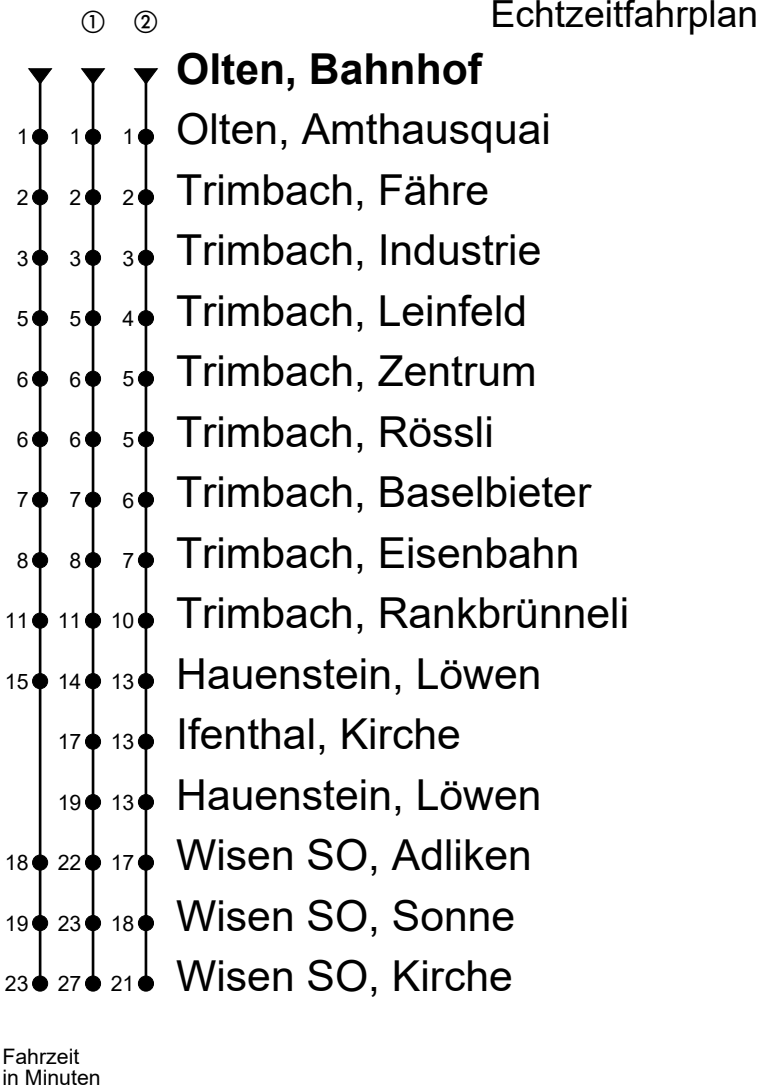 Echtzeitfahrplan
① ②
Olten, Bahnhof
1 1 1 Olten, Amthausquai
2 2 2 Trimbach, Fähre
3 3 3 Trimbach, Industrie
5 5 4 Trimbach, Leinfeld
6 6 5 Trimbach, Zentrum
6 6 5 Trimbach, Rössli
7 7 6 Trimbach, Baselbieter
8 8 7 Trimbach, Eisenbahn
11 11 10 Trimbach, Rankbrünneli
15 14 13 Hauenstein, Löwen
17 13 Ifenthal, Kirche
19 13 Hauenstein, Löwen
18 22 17 Wisen SO, Adliken
19 23 18 Wisen SO, Sonne
23 27 21 Wisen SO, Kirche
Fahrzeit
in Minuten